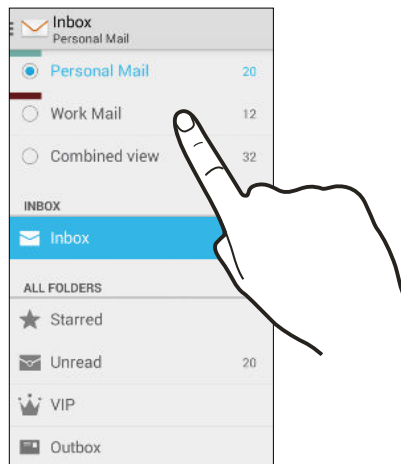 Inbox
Personal Mail
Personal Mail 20
Work Mail 12
Combined view 32
INBOX
Inbox
ALL FOLDERS
Starred
Unread 20
VIP
Outbox